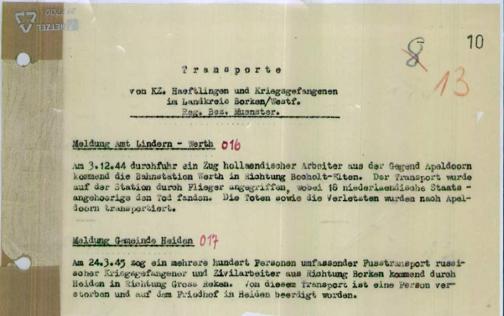 8
10
13
Transporte
von KZ. Haeftlingen und Kriegsgefangenen
im Landkreis Borken/Westf.
Reg. Bez. Muenster.
Meldung Amt Lindern - Werth 016
Am 3.12.44 durchfuhr ein Zug hollaendischer Arbeiter aus der Gegend Apeldoorn
kommend die Bahnstation Werth in Richtung Bocholt-Elten. Der Transport wurde
auf der Station durch Flieger angegriffen, wobei 18 niederlaendische Staats-
angehoerige den Tod fanden. Die Toten sowie die Verletzten wurden nach Apel-
doorn transportiert.
Meldung Gemeinde Heiden 017
Am 24.3.45 zog ein mehrere hundert Personen umfassender Fusstransport russi-
scher Kriegsgefangener und Zivilarbeiter aus Richtung Borken kommend durch
Heiden in Richtung Gross Reken. Von diesem Transport ist eine Person ver-
storben und auf dem Friedhof in Heiden beerdigt worden.